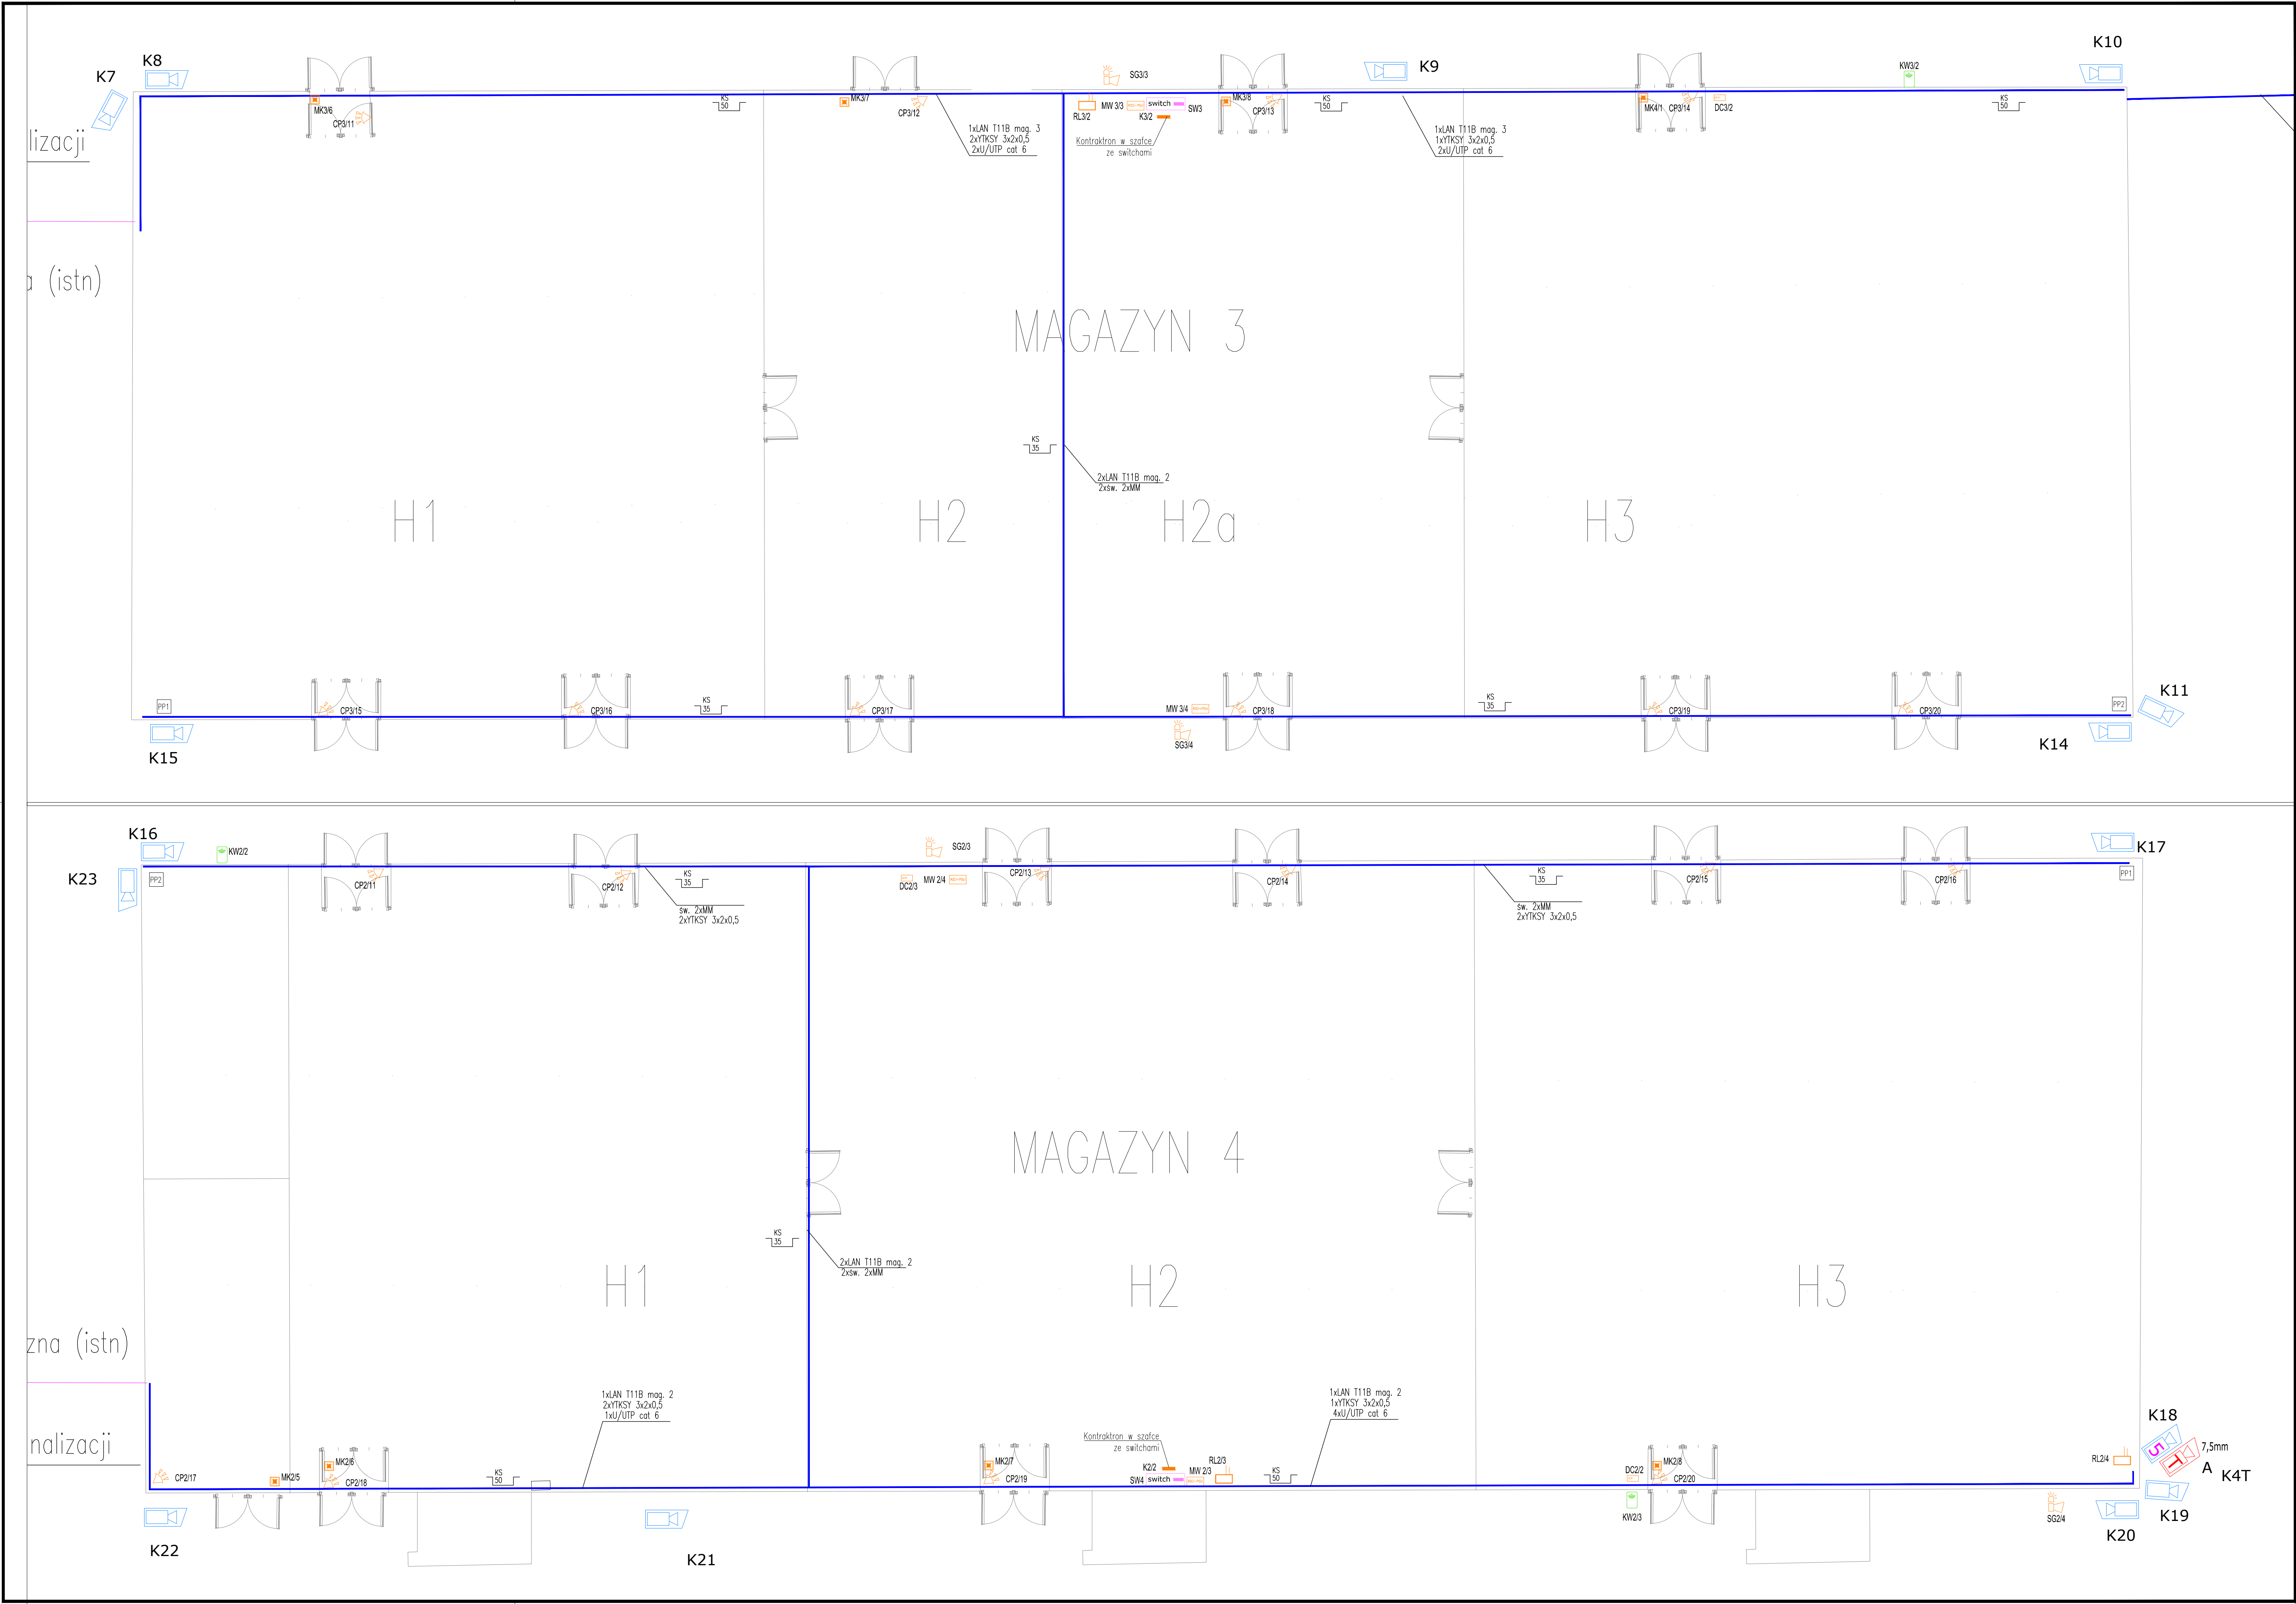 K7
K8
K9
K10
lizacji
(istn)
MK3/6
CP3/11
KS
50
MK3/7
CP3/12
1xLAN T11B mag. 3
2xYTKSY 3x2x0,5
2xU/UTP cat 6
SG3/3
RL3/2
MW 3/3
switch
SW3
K3/2
Kontraktron w szafce
ze switchami
MK3/8
CP3/13
KS
50
1xLAN T11B mag. 3
1xYTKSY 3x2x0,5
2xU/UTP cat 6
MK4/1
CP3/14
DC3/2
KW3/2
KS
50
MAGAZYN 3
KS
35
2xLAN T11B mag. 2
2xśw. 2xMM
H1
H2
H2a
H3
PP1
K15
CP3/15
CP3/16
KS
35
CP3/17
MW 3/4
SG3/4
CP3/18
KS
35
CP3/19
CP3/20
PP2
K11
K14
K16
K23
KW2/2
PP2
CP2/11
CP2/12
KS
35
św. 2xMM
2xYTKSY 3x2x0,5
SG2/3
DC2/3
MW 2/4
CP2/13
CP2/14
KS
35
św. 2xMM
2xYTKSY 3x2x0,5
CP2/15
CP2/16
PP1
K17
MAGAZYN 4
KS
35
2xLAN T11B mag. 2
2xśw. 2xMM
H1
H2
H3
zna (istn)
nalizacji
CP2/17
MK2/5
MK2/6
CP2/18
KS
50
1xLAN T11B mag. 2
2xYTKSY 3x2x0,5
1xU/UTP cat 6
MK2/7
CP2/19
Kontraktron w szafce
ze switchami
K2/2
SW4
switch
MW 2/3
RL2/3
KS
50
1xLAN T11B mag. 2
1xYTKSY 3x2x0,5
4xU/UTP cat 6
DC2/2
KW2/3
MK2/8
CP2/20
RL2/4
SG2/4
K18
5
T
7,5mm
A
K4T
K19
K20
K21
K22